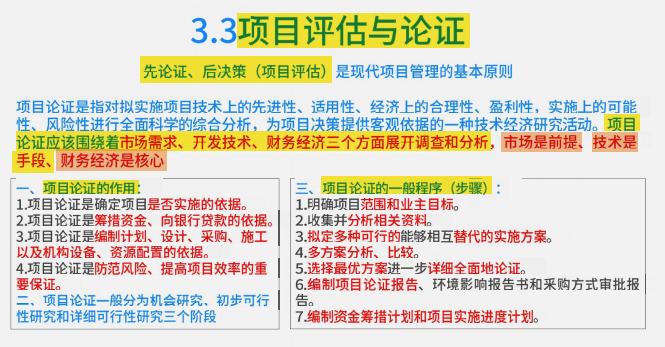 3.3项目评估与论证
先论证、后决策（项目评估）是现代项目管理的基本原则
项目论证是指对拟实施项目技术上的先进性、适用性、经济上的合理性、盈利性，实施上的可能
性、风险性进行全面科学的综合分析，为项目决策提供客观依据的一种技术经济研究活动。项目
论证应该围绕着市场需求、开发技术、财务经济三个方面展开调查和分析，市场是前提、技术是
手段、财务经济是核心
一、项目论证的作用：
1.项目论证是确定项目是否实施的依据。
2.项目论证是筹措资金、向银行贷款的依据。
3.项目论证是编制计划、设计、采购、施工
以及机构设备、资源配置的依据。
4.项目论证是防范风险、提高项目效率的重
要保证。
二、项目论证一般分为机会研究、初步可行
性研究和详细可行性研究三个阶段
三、项目论证的一般程序（步骤）：
1.明确项目范围和业主目标。
2.收集并分析相关资料。
3.拟定多种可行的能够相互替代的实施方案。
4.多方案分析、比较。
5.选择最优方案进一步详细全面地论证。
6.编制项目论证报告、环境影响报告书和采购方式审批报
告。
7.编制资金筹措计划和项目实施进度计划。